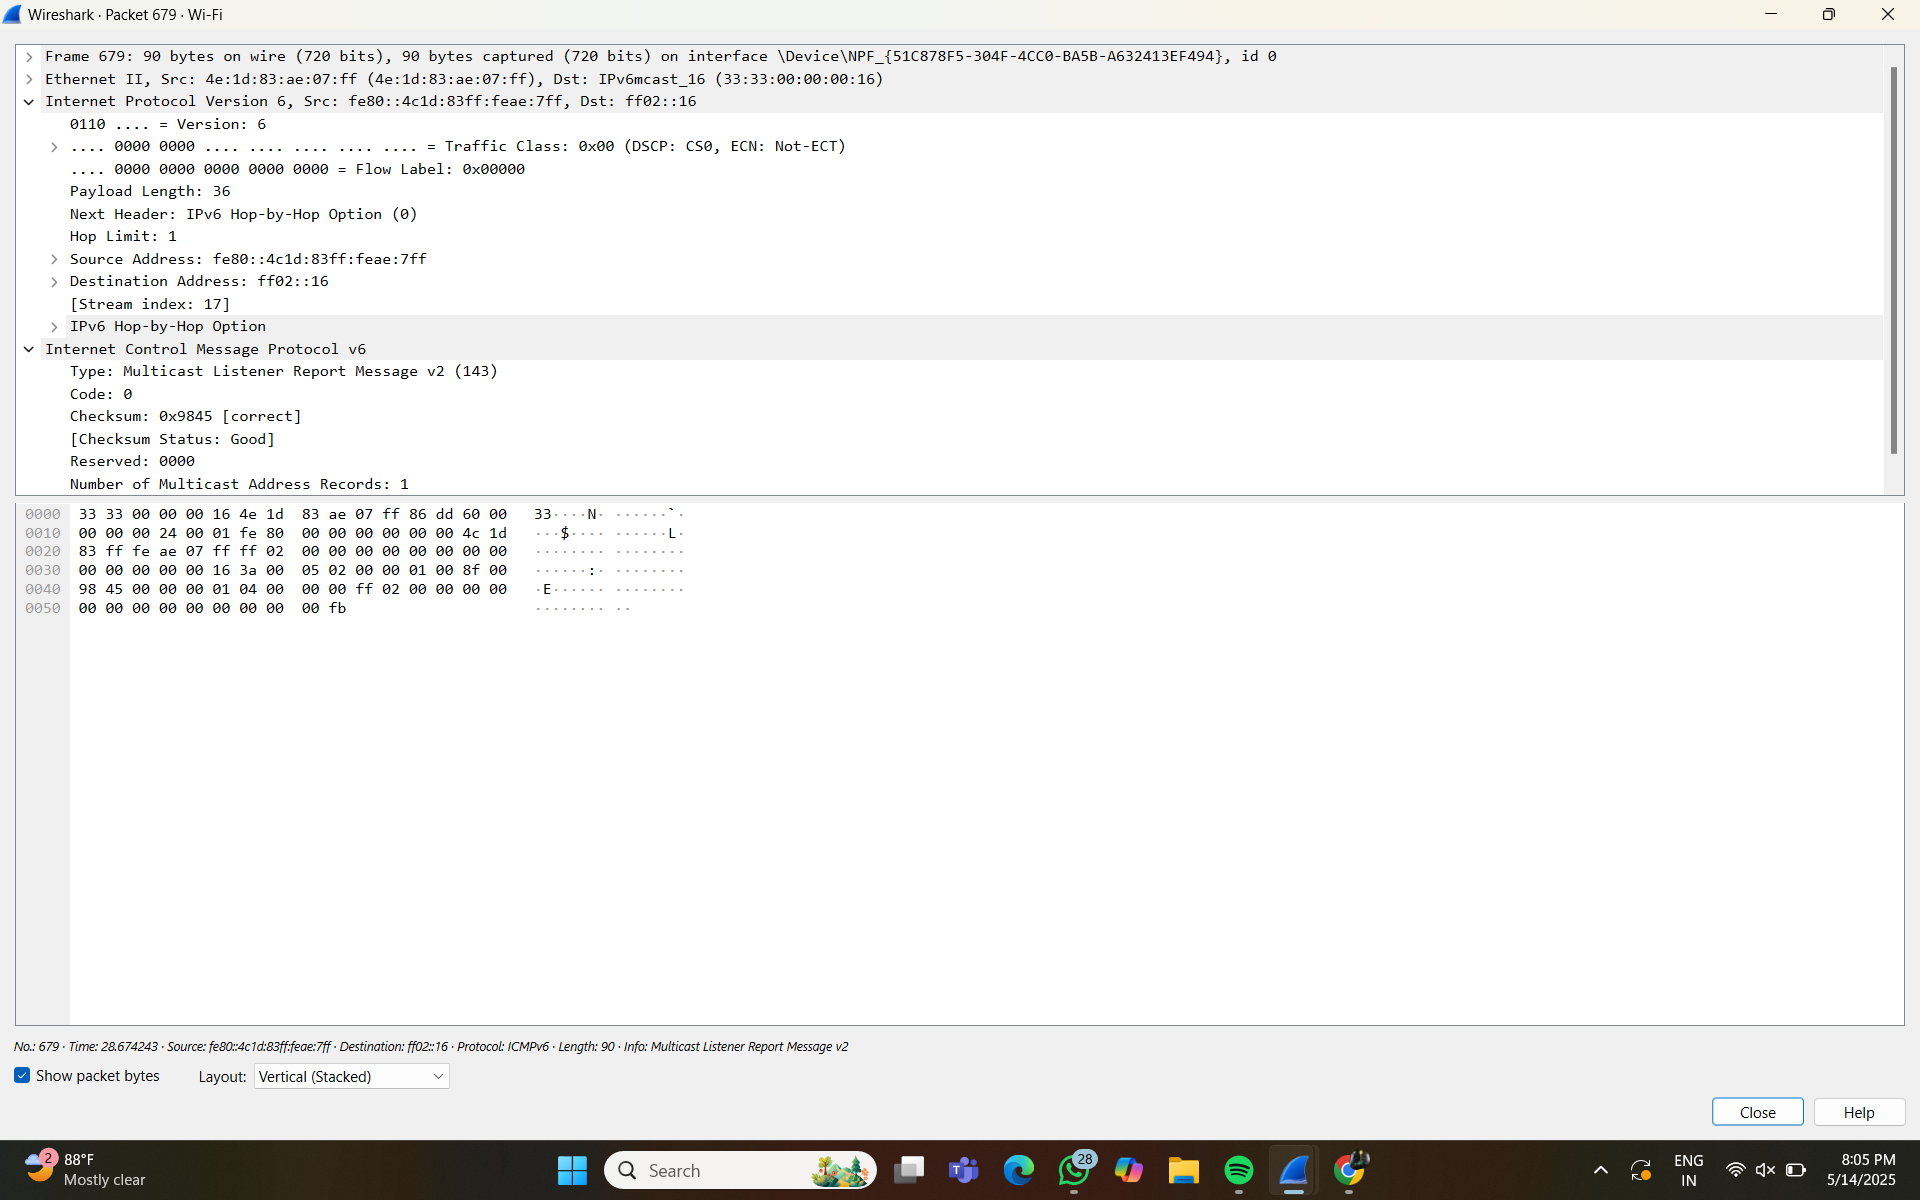 Wireshark · Packet 679 · Wi-Fi
Frame 679: 90 bytes on wire (720 bits), 90 bytes captured (720 bits) on interface \Device\NPF_{51C878F5-304F-4CC0-BA5B-A632413EF494}, id 0
Ethernet II, Src: 4e:1d:83:ae:07:ff (4e:1d:83:ae:07:ff), Dst: IPv6mcast_16 (33:33:00:00:00:16)
Internet Protocol Version 6, Src: fe80::4c1d:83ff:feae:7ff, Dst: ff02::16
0110 .... = Version: 6
.... 0000 0000 .... .... .... .... .... = Traffic Class: 0x00 (DSCP: CS0, ECN: Not-ECT)
.... 0000 0000 0000 0000 0000 = Flow Label: 0x00000
Payload Length: 36
Next Header: IPv6 Hop-by-Hop Option (0)
Hop Limit: 1
Source Address: fe80::4c1d:83ff:feae:7ff
Destination Address: ff02::16
[Stream index: 17]
IPv6 Hop-by-Hop Option
Internet Control Message Protocol v6
Type: Multicast Listener Report Message v2 (143)
Code: 0
Checksum: 0x9845 [correct]
[Checksum Status: Good]
Reserved: 0000
Number of Multicast Address Records: 1
0000 33 33 00 00 00 16 4e 1d 83 ae 07 ff 86 dd 60 00 33····N· ······`·
0010 00 00 00 24 00 01 fe 80 00 00 00 00 00 00 4c 1d ···$···· ······L·
0020 83 ff fe ae 07 ff ff 02 00 00 00 00 00 00 00 00 ········ ········
0030 00 00 00 00 00 16 3a 00 05 02 00 00 01 00 8f 00 ······:· ········
0040 98 45 00 00 00 01 04 00 00 00 ff 02 00 00 00 00 ·E······ ········
0050 00 00 00 00 00 00 00 00 00 fb ········ ··
No.: 679 · Time: 28.674243 · Source: fe80::4c1d:83ff:feae:7ff · Destination: ff02::16 · Protocol: ICMPv6 · Length: 90 · Info: Multicast Listener Report Message v2
Show packet bytes Layout: Vertical (Stacked)
Close Help
2 88°F
Mostly clear
Search
28
ENG
IN
8:05 PM
5/14/2025